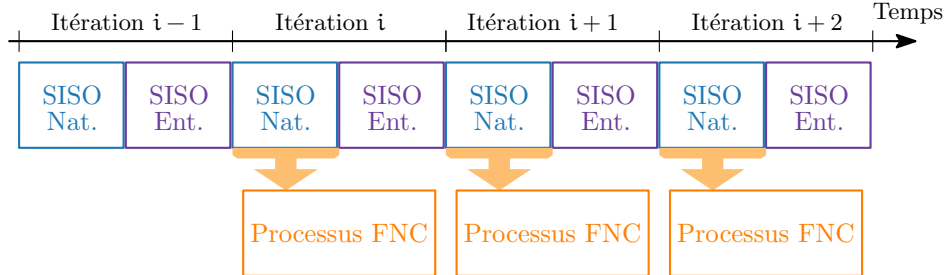 Temps
Itération i − 1 Itération i Itération i + 1 Itération i + 2
SISO SISO SISO SISO SISO SISO SISO SISO
Nat. Ent. Nat. Ent. Nat. Ent. Nat. Ent.
Processus FNC Processus FNC Processus FNC